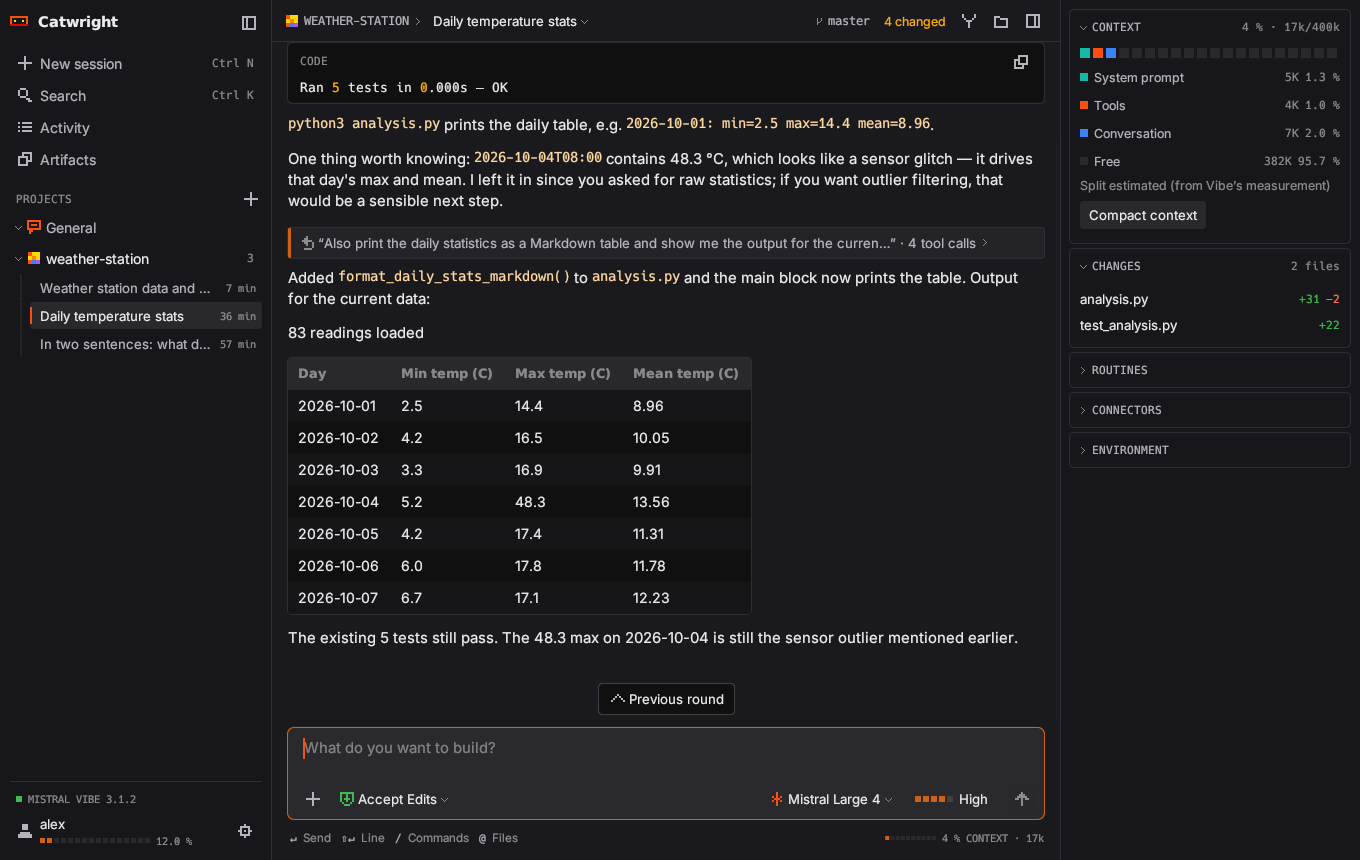 Catwright
New session Ctrl N
Search Ctrl K
Activity
Artifacts
PROJECTS
General
weather-station 3
Weather station data and ... 7 min
Daily temperature stats 36 min
In two sentences: what d... 57 min
MISTRAL VIBE 3.1.2
alex
12.0 %
WEATHER-STATION Daily temperature stats master 4 changed
CODE
Ran 5 tests in 0.000s — OK
python3 analysis.py prints the daily table, e.g. 2026-10-01: min=2.5 max=14.4 mean=8.96.
One thing worth knowing: 2026-10-04T08:00 contains 48.3 °C, which looks like a sensor glitch — it drives
that day's max and mean. I left it in since you asked for raw statistics; if you want outlier filtering, that
would be a sensible next step.
“Also print the daily statistics as a Markdown table and show me the output for the curren…” · 4 tool calls
Added format_daily_stats_markdown() to analysis.py and the main block now prints the table. Output
for the current data:
83 readings loaded
Day Min temp (C) Max temp (C) Mean temp (C)
2026-10-01 2.5 14.4 8.96
2026-10-02 4.2 16.5 10.05
2026-10-03 3.3 16.9 9.91
2026-10-04 5.2 48.3 13.56
2026-10-05 4.2 17.4 11.31
2026-10-06 6.0 17.8 11.78
2026-10-07 6.7 17.1 12.23
The existing 5 tests still pass. The 48.3 max on 2026-10-04 is still the sensor outlier mentioned earlier.
Previous round
What do you want to build?
Accept Edits Mistral Large 4 High
Send Line / Commands @ Files 4 % CONTEXT · 17k
CONTEXT 4 % · 17k/400k
System prompt 5K 1.3 %
Tools 4K 1.0 %
Conversation 7K 2.0 %
Free 382K 95.7 %
Split estimated (from Vibe's measurement)
Compact context
CHANGES 2 files
analysis.py +31 −2
test_analysis.py +22
ROUTINES
CONNECTORS
ENVIRONMENT